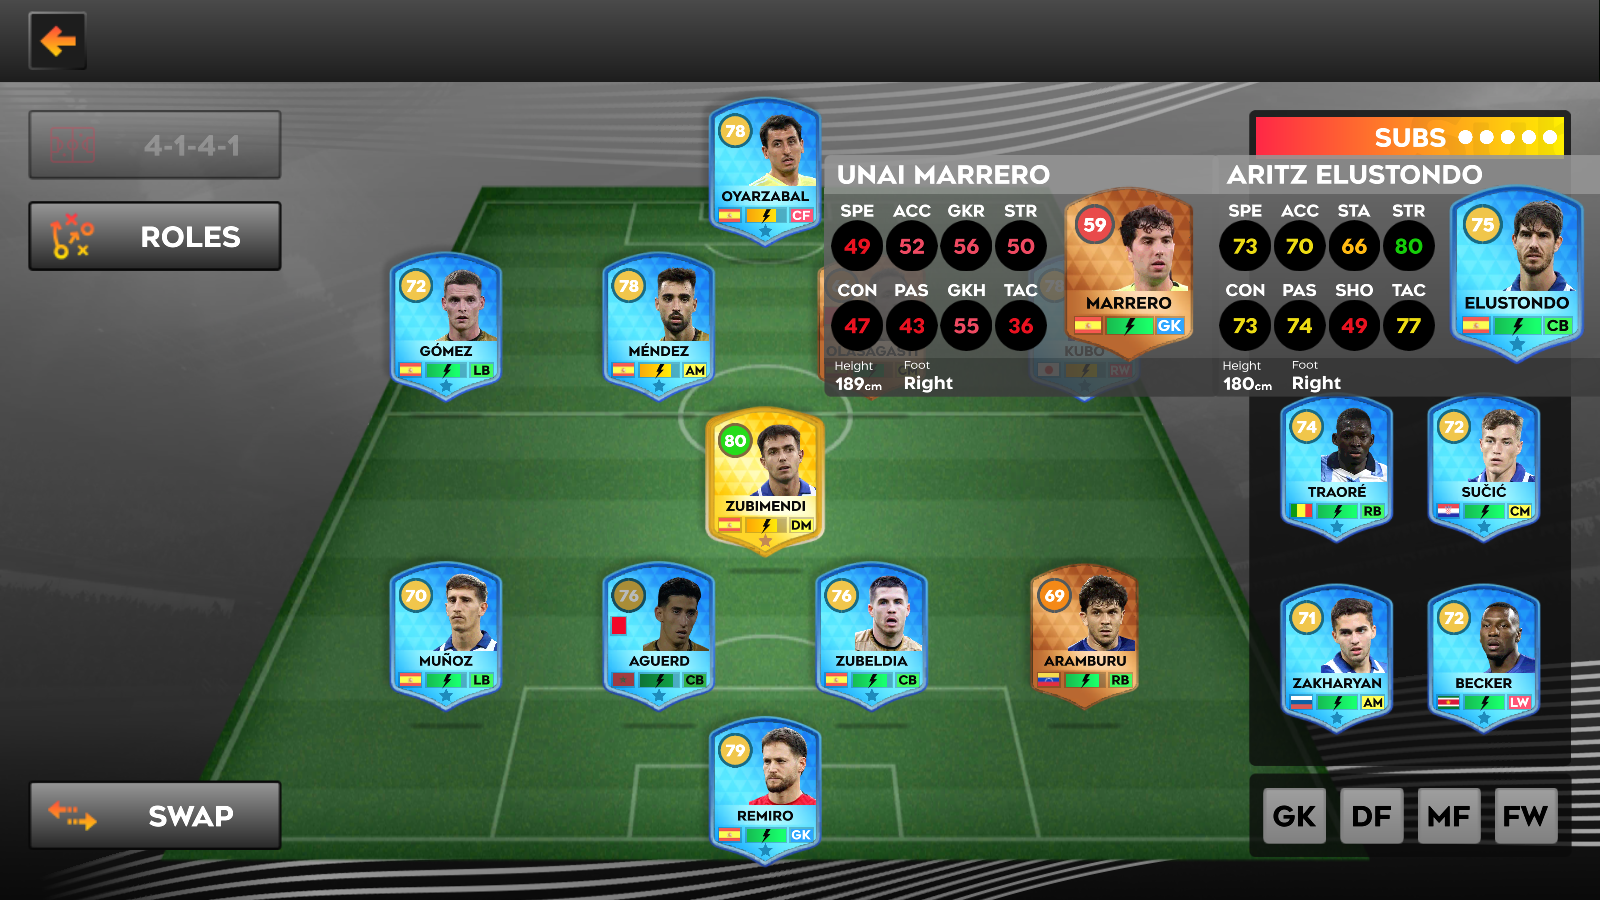 4-1-4-1
ROLES
SWAP
78
OYARZABAL
CF
72
GÓMEZ
LB
78
MÉNDEZ
AM
OLASAGASTI
78
KUBO
RW
80
ZUBIMENDI
DM
70
MUÑOZ
LB
76
AGUERD
CB
76
ZUBELDIA
CB
69
ARAMBURU
RB
79
REMIRO
GK
SUBS
UNAI MARRERO
SPE ACC GKR STR
49 52 56 50
CON PAS GKH TAC
47 43 55 36
Height Foot
189cm Right
59
MARRERO
GK
ARITZ ELUSTONDO
SPE ACC STA STR
73 70 66 80
CON PAS SHO TAC
73 74 49 77
Height Foot
180cm Right
75
ELUSTONDO
CB
74
TRAORÉ
RB
72
SUČIĆ
CM
71
ZAKHARYAN
AM
72
BECKER
LW
GK DF MF FW